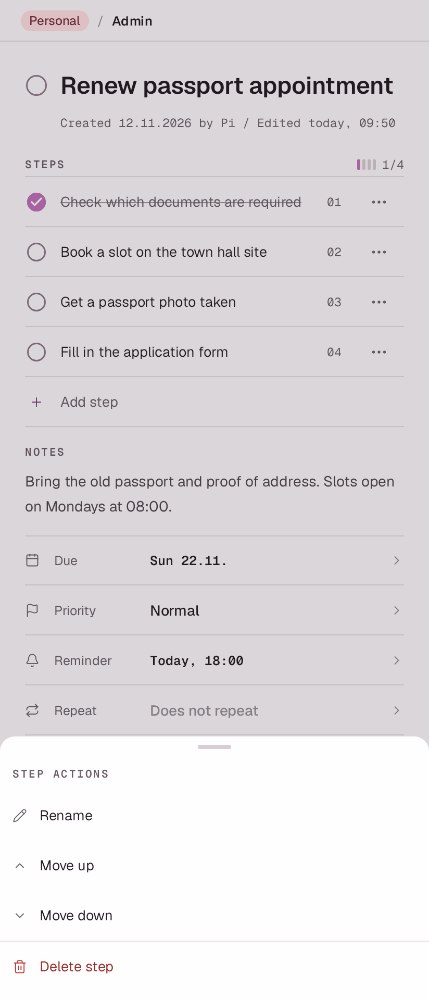 Personal / Admin
Renew passport appointment
Created 12.11.2026 by Pi / Edited today, 09:50
STEPS 1/4
Check which documents are required 01
Book a slot on the town hall site 02
Get a passport photo taken 03
Fill in the application form 04
Add step
NOTES
Bring the old passport and proof of address. Slots open
on Mondays at 08:00.
Due Sun 22.11.
Priority Normal
Reminder Today, 18:00
Repeat Does not repeat
STEP ACTIONS
Rename
Move up
Move down
Delete step